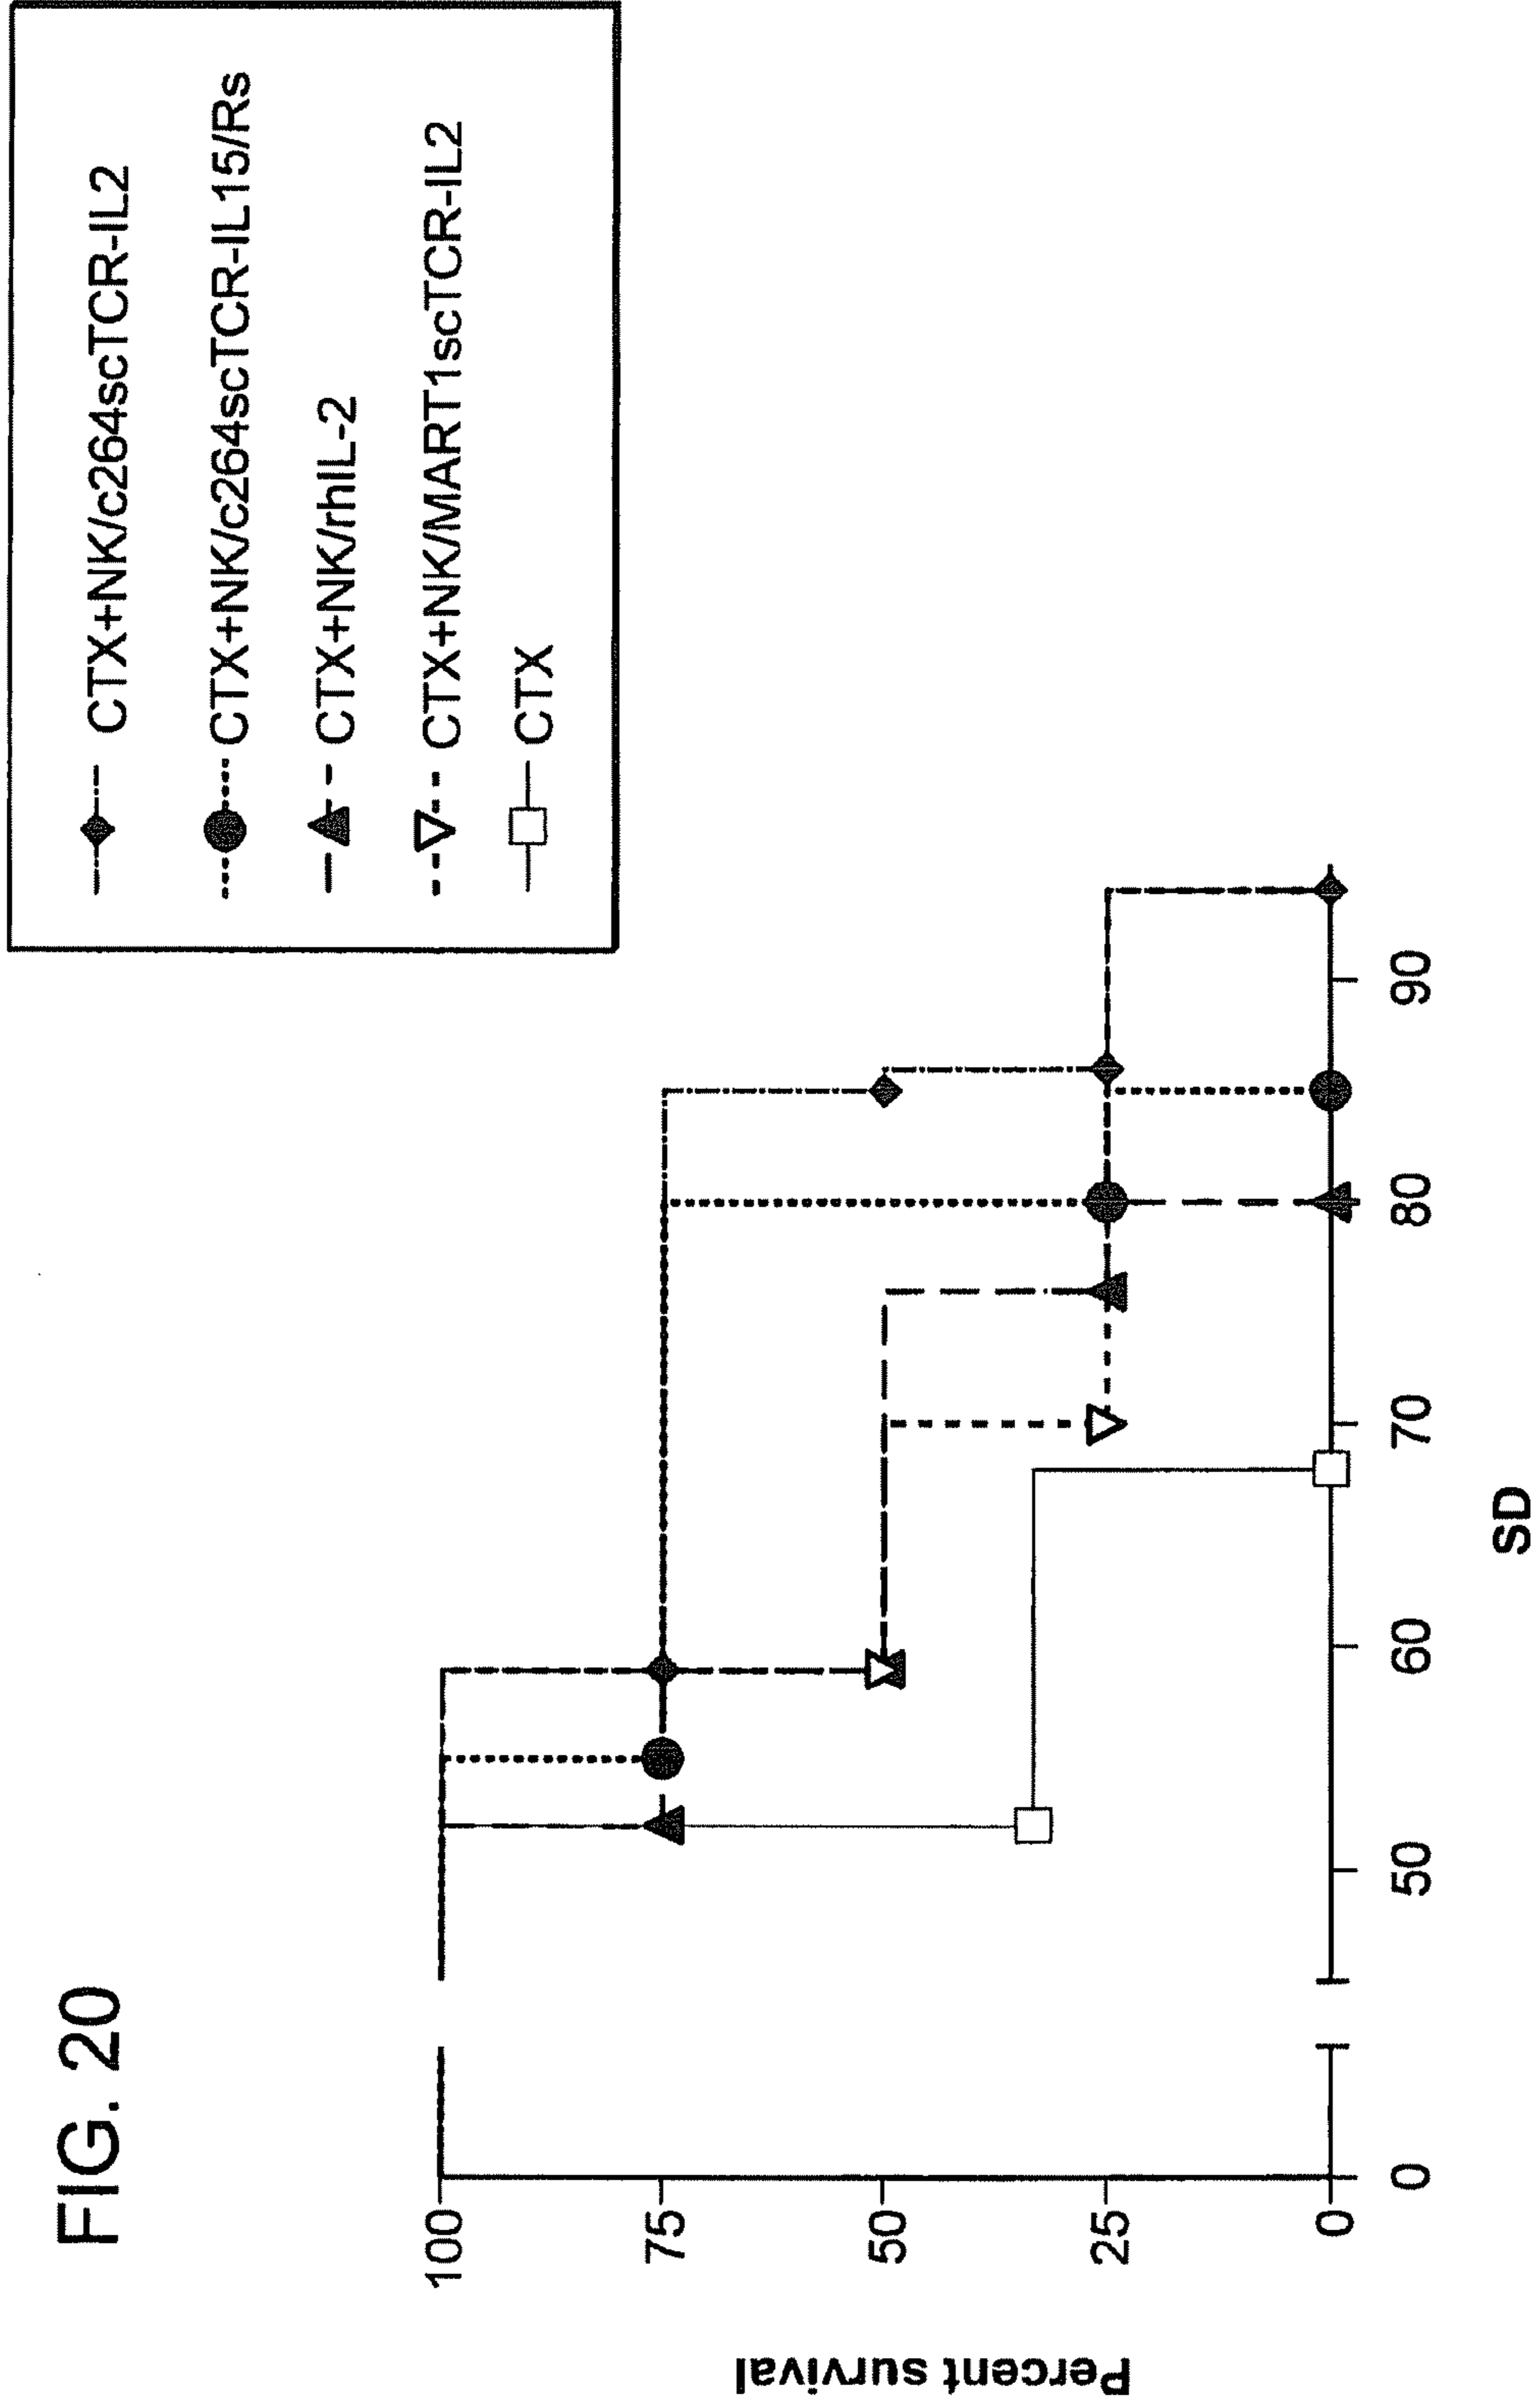 FIG. 20
CTX+NK/c264scTCR-IL2
CTX+NK/c264scTCR-IL15/Rs
CTX+NK/rhIL-2
CTX+NK/MART1scTCR-IL2
CTX
Percent survival
100
75
50
25
0
0 50 60 70 80 90
SD